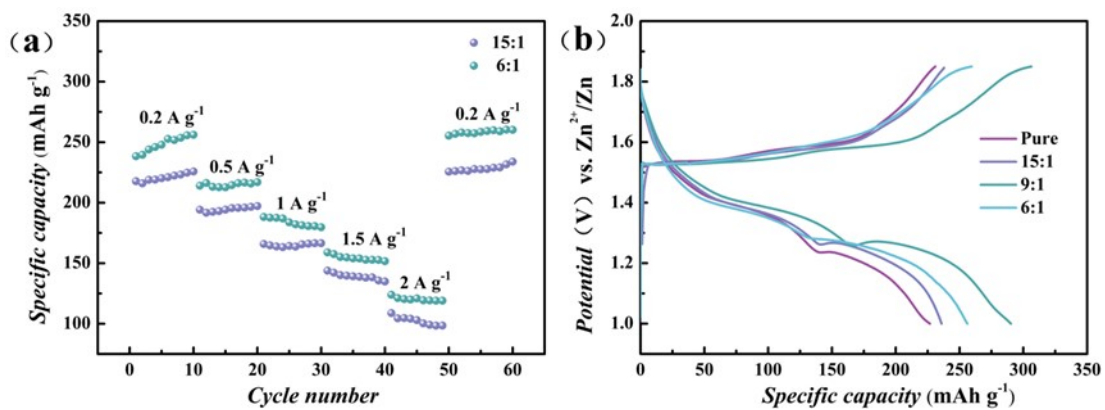 (a)
350
300
250
200
150
100
Specific capacity (mAh g⁻¹)
0
10
20
30
40
50
60
Cycle number
15:1
6:1
0.2 A g⁻¹
0.5 A g⁻¹
1 A g⁻¹
1.5 A g⁻¹
2 A g⁻¹
0.2 A g⁻¹
(b)
2.0
1.8
1.6
1.4
1.2
1.0
Potential (V) vs. Zn²⁺/Zn
0
50
100
150
200
250
300
350
Specific capacity (mAh g⁻¹)
Pure
15:1
9:1
6:1